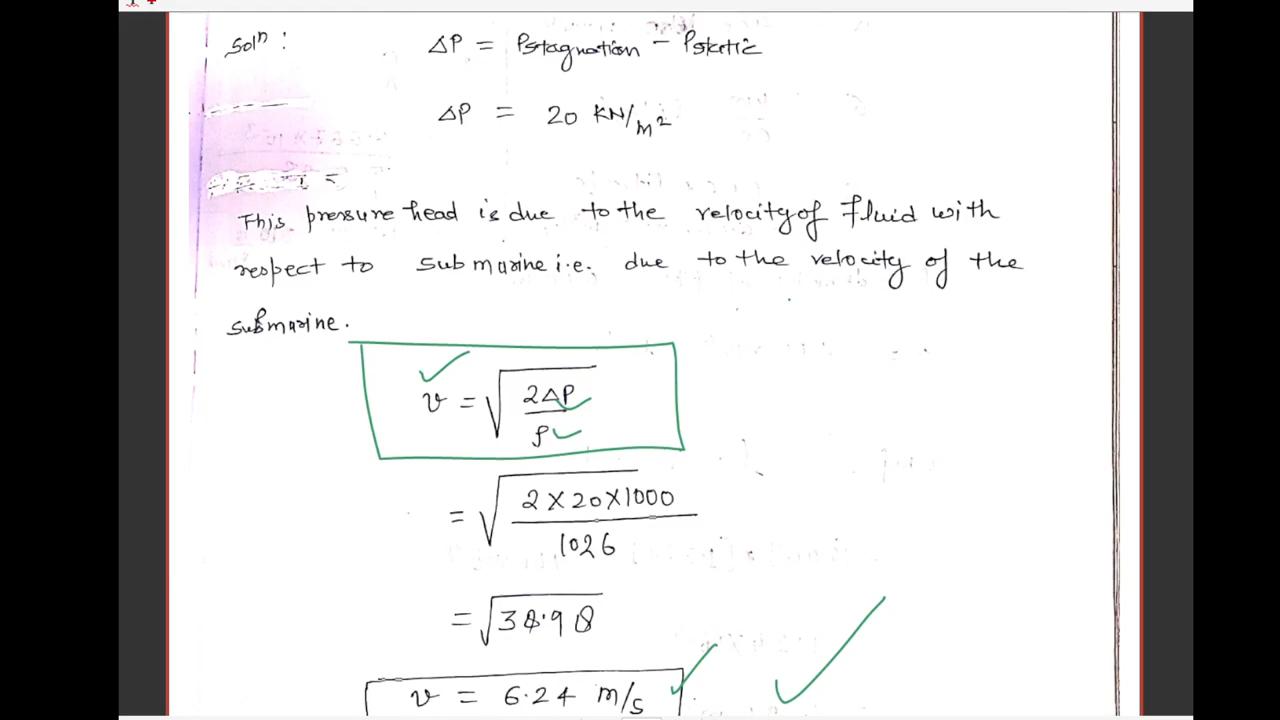 Solⁿ : ΔP = Pstagnation - Pstatic
ΔP = 20 KN/m²
This pressure head is due to the velocity of fluid with
respect to submarine i.e. due to the velocity of the
submarine.
v = √(2ΔP/ρ)
= √(2×20×1000/1026)
= √38.98
v = 6.24 m/s